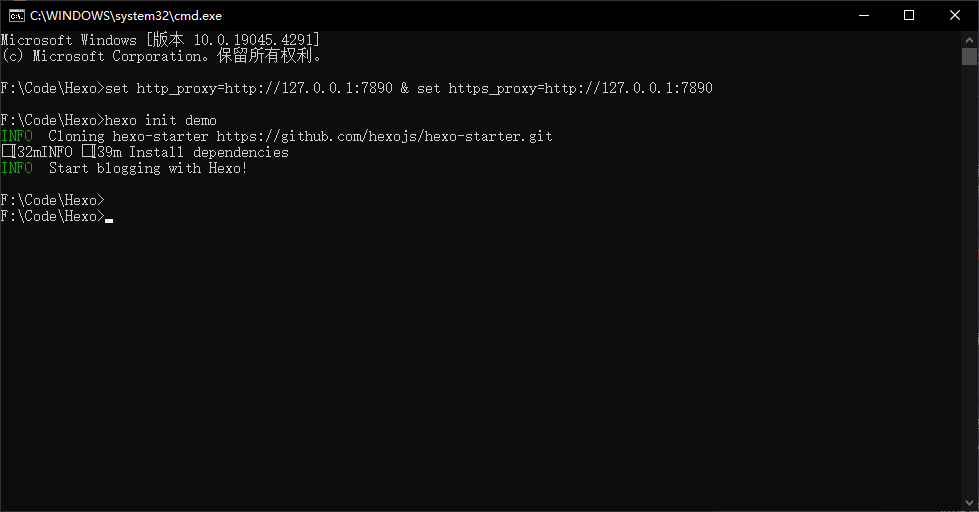 C:\WINDOWS\system32\cmd.exe
Microsoft Windows [版本 10.0.19045.4291]
(c) Microsoft Corporation。保留所有权利。
F:\Code\Hexo>set http_proxy=http://127.0.0.1:7890 & set https_proxy=http://127.0.0.1:7890
F:\Code\Hexo>hexo init demo
INFO  Cloning hexo-starter https://github.com/hexojs/hexo-starter.git
□[32mINFO □[39m Install dependencies
INFO  Start blogging with Hexo!
F:\Code\Hexo>
F:\Code\Hexo>